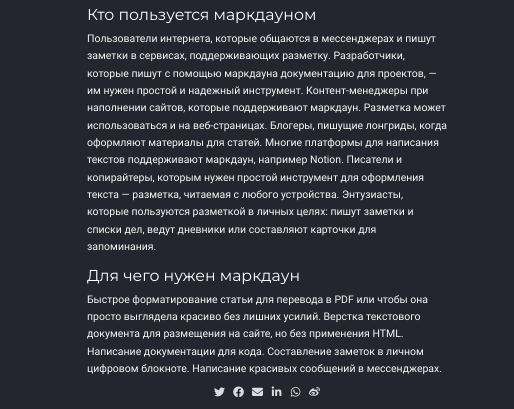 Кто пользуется маркдауном
Пользователи интернета, которые общаются в мессенджерах и пишут
заметки в сервисах, поддерживающих разметку. Разработчики,
которые пишут с помощью маркдауна документацию для проектов, —
им нужен простой и надежный инструмент. Контент-менеджеры при
наполнении сайтов, которые поддерживают маркдаун. Разметка может
использоваться и на веб-страницах. Блогеры, пишущие лонгриды, когда
оформляют материалы для статей. Многие платформы для написания
текстов поддерживают маркдаун, например Notion. Писатели и
копирайтеры, которым нужен простой инструмент для оформления
текста — разметка, читаемая с любого устройства. Энтузиасты,
которые пользуются разметкой в личных целях: пишут заметки и
списки дел, ведут дневники или составляют карточки для
запоминания.
Для чего нужен маркдаун
Быстрое форматирование статьи для перевода в PDF или чтобы она
просто выглядела красиво без лишних усилий. Верстка текстового
документа для размещения на сайте, но без применения HTML.
Написание документации для кода. Составление заметок в личном
цифровом блокноте. Написание красивых сообщений в мессенджерах.